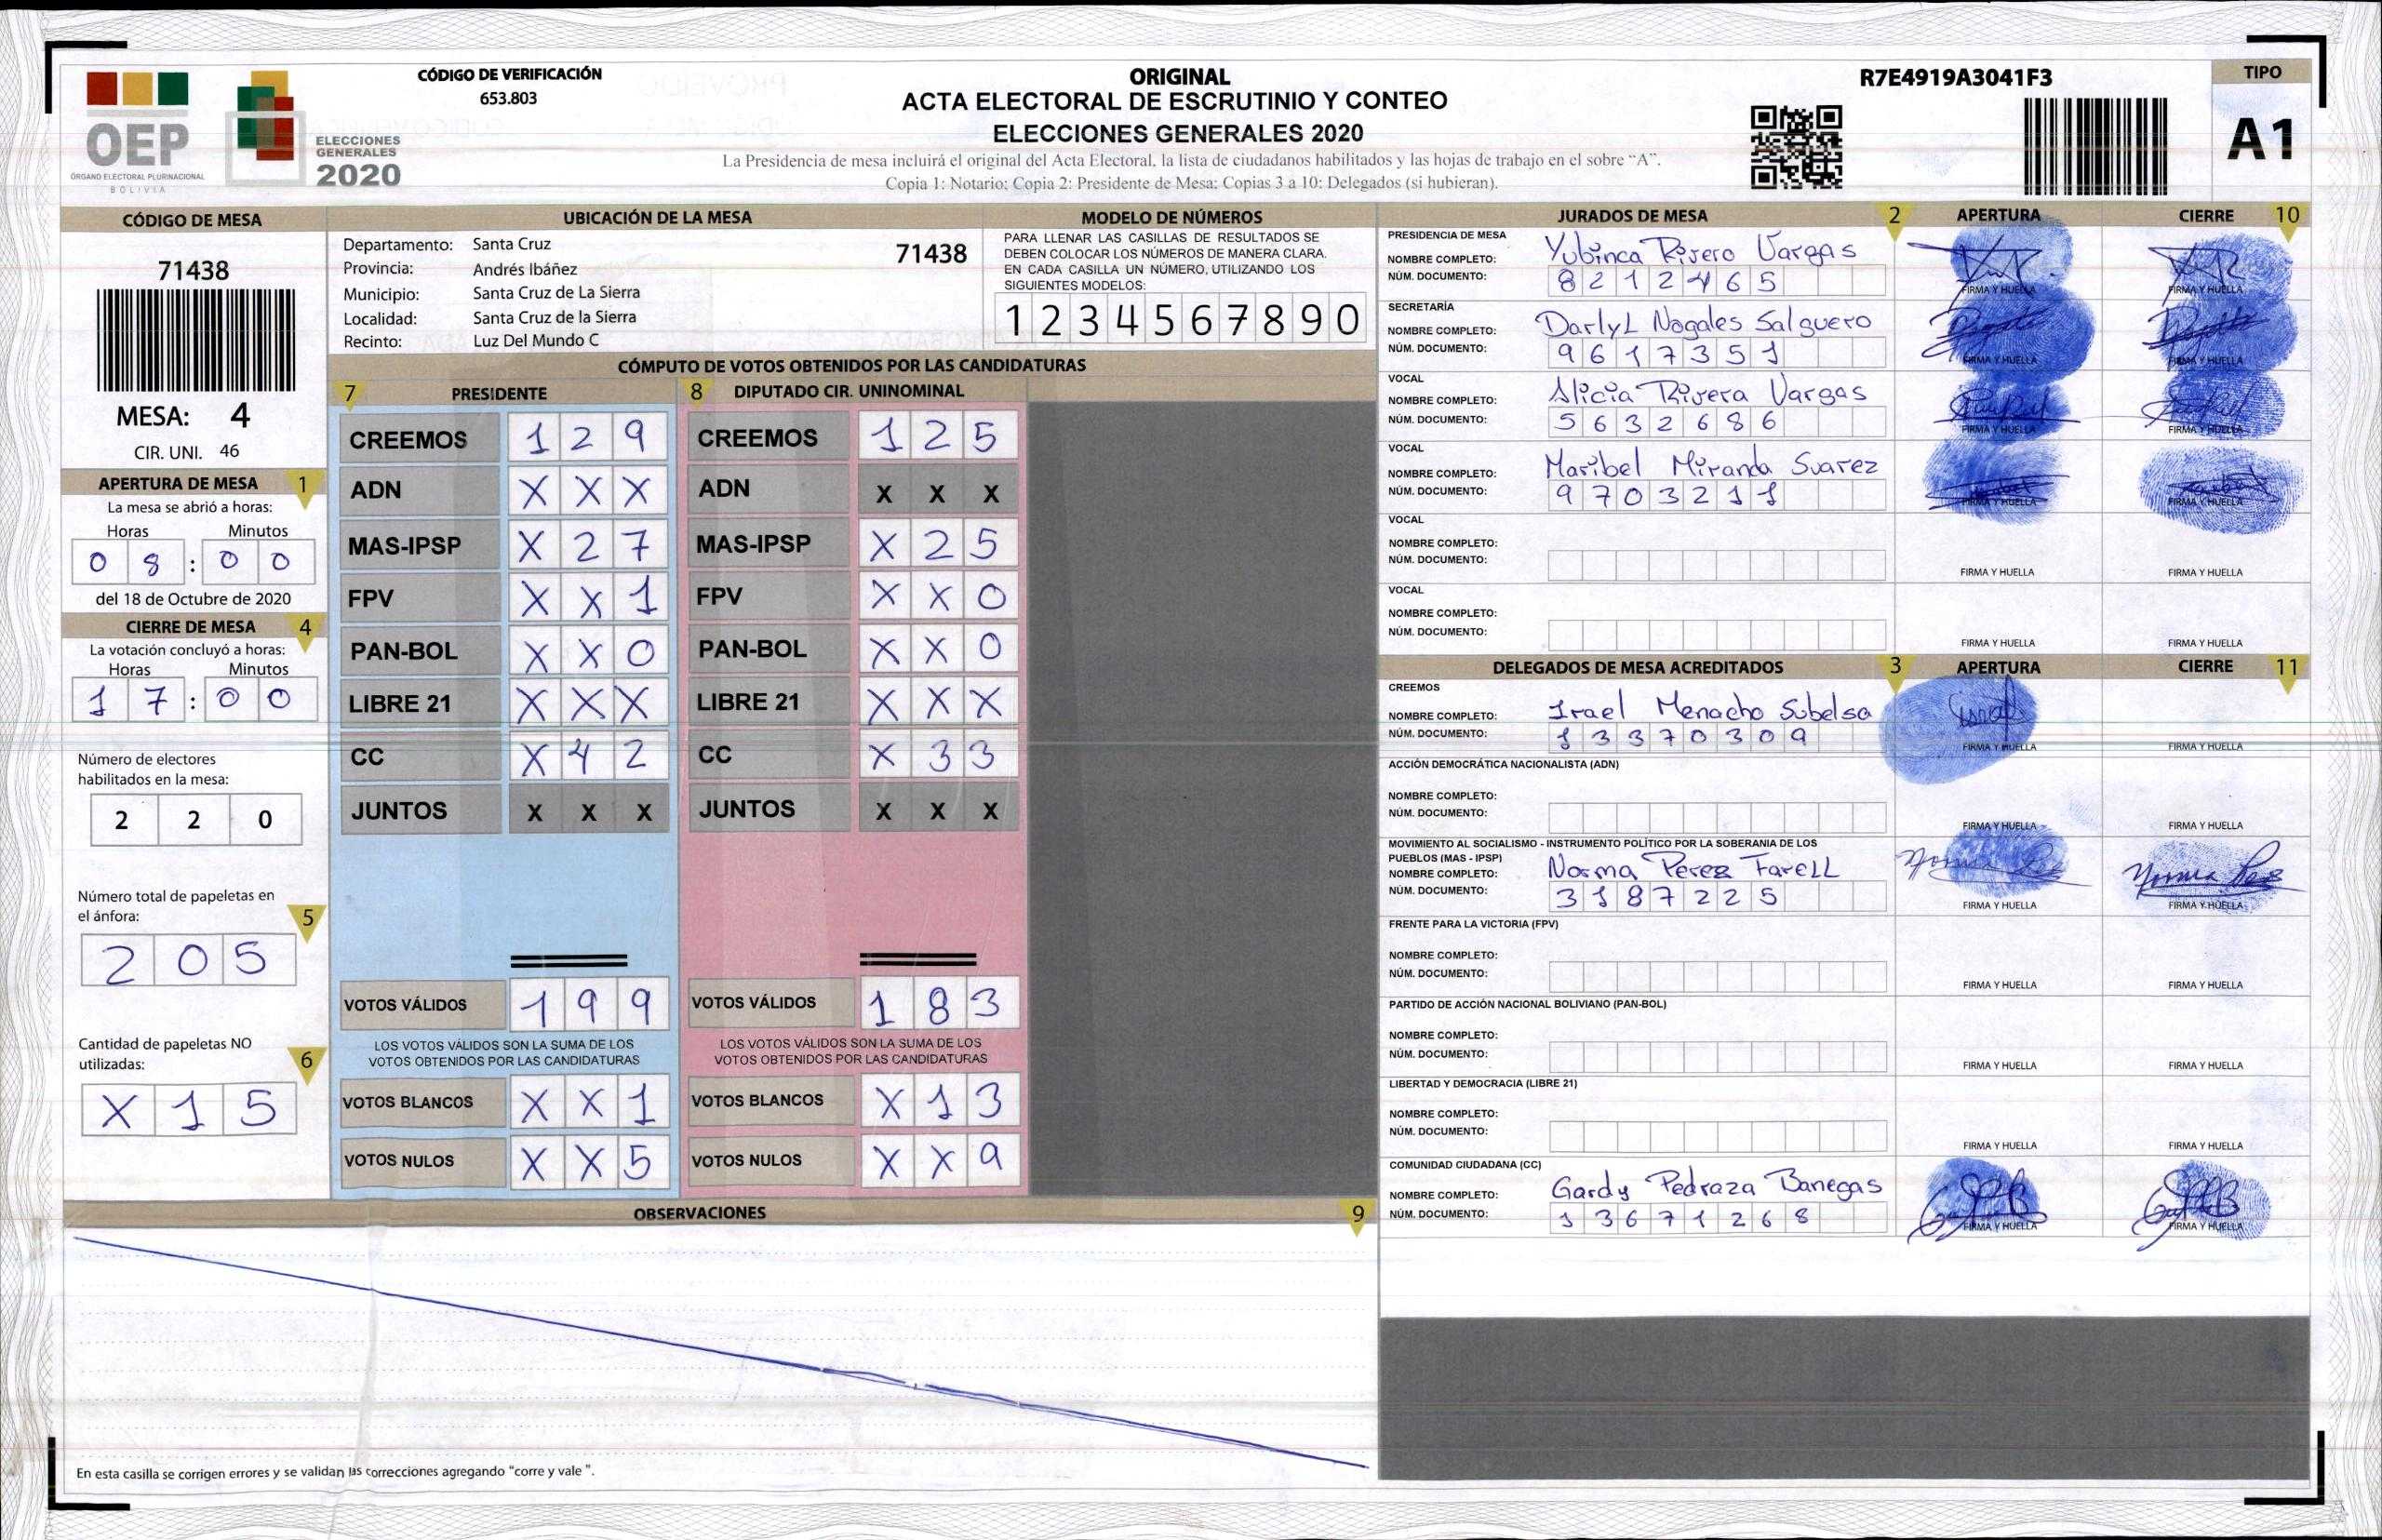 CÓDIGO DE VERIFICACIÓN
653.803
OEP
ÓRGANO ELECTORAL PLURINACIONAL
BOLIVIA
ELECCIONES
GENERALES
2020
ORIGINAL
ACTA ELECTORAL DE ESCRUTINIO Y CONTEO
ELECCIONES GENERALES 2020
La Presidencia de mesa incluirá el original del Acta Electoral, la lista de ciudadanos habilitados y las hojas de trabajo en el sobre “A”.
Copia 1: Notario; Copia 2: Presidente de Mesa; Copias 3 a 10: Delegados (si hubieran).
R7E4919A3041F3
TIPO
A1
CÓDIGO DE MESA
71438
MESA: 4
CIR. UNI. 46
APERTURA DE MESA 1
La mesa se abrió a horas:
Horas Minutos
0 8 : 0 0
del 18 de Octubre de 2020
CIERRE DE MESA 4
La votación concluyó a horas:
Horas Minutos
1 7 : 0 0
Número de electores
habilitados en la mesa:
2 2 0
Número total de papeletas en
el ánfora: 5
2 0 5
Cantidad de papeletas NO
utilizadas: 6
X 1 5
UBICACIÓN DE LA MESA
Departamento: Santa Cruz
71438
Provincia: Andrés Ibáñez
Municipio: Santa Cruz de La Sierra
Localidad: Santa Cruz de la Sierra
Recinto: Luz Del Mundo C
MODELO DE NÚMEROS
PARA LLENAR LAS CASILLAS DE RESULTADOS SE
DEBEN COLOCAR LOS NÚMEROS DE MANERA CLARA.
EN CADA CASILLA UN NÚMERO, UTILIZANDO LOS
SIGUIENTES MODELOS:
1 2 3 4 5 6 7 8 9 0
CÓMPUTO DE VOTOS OBTENIDOS POR LAS CANDIDATURAS
7 PRESIDENTE
CREEMOS 1 2 9
ADN X X X
MAS-IPSP X 2 7
FPV X X 1
PAN-BOL X X 0
LIBRE 21 X X X
CC X 4 2
JUNTOS X X X
VOTOS VÁLIDOS 1 9 9
LOS VOTOS VÁLIDOS SON LA SUMA DE LOS
VOTOS OBTENIDOS POR LAS CANDIDATURAS
VOTOS BLANCOS X X 1
VOTOS NULOS X X 5
8 DIPUTADO CIR. UNINOMINAL
CREEMOS 1 2 5
ADN X X X
MAS-IPSP X 2 5
FPV X X 0
PAN-BOL X X 0
LIBRE 21 X X X
CC X 3 3
JUNTOS X X X
VOTOS VÁLIDOS 1 8 3
LOS VOTOS VÁLIDOS SON LA SUMA DE LOS
VOTOS OBTENIDOS POR LAS CANDIDATURAS
VOTOS BLANCOS X 1 3
VOTOS NULOS X X 9
OBSERVACIONES 9
En esta casilla se corrigen errores y se validan las correcciones agregando "corre y vale ".
JURADOS DE MESA 2 APERTURA CIERRE 10
PRESIDENCIA DE MESA
NOMBRE COMPLETO: Yubinca Rivero Vargas
NÚM. DOCUMENTO: 8 2 1 2 4 6 5
FIRMA Y HUELLA FIRMA Y HUELLA
SECRETARÍA
NOMBRE COMPLETO: DarlyL Nogales Salguero
NÚM. DOCUMENTO: 9 6 1 7 3 5 1
FIRMA Y HUELLA FIRMA Y HUELLA
VOCAL
NOMBRE COMPLETO: Alicia Rivera Vargas
NÚM. DOCUMENTO: 5 6 3 2 6 8 6
FIRMA Y HUELLA FIRMA Y HUELLA
VOCAL
NOMBRE COMPLETO: Maribel Miranda Suarez
NÚM. DOCUMENTO: 9 7 0 3 2 1 1
FIRMA Y HUELLA FIRMA Y HUELLA
VOCAL
NOMBRE COMPLETO:
NÚM. DOCUMENTO:
FIRMA Y HUELLA FIRMA Y HUELLA
VOCAL
NOMBRE COMPLETO:
NÚM. DOCUMENTO:
FIRMA Y HUELLA FIRMA Y HUELLA
DELEGADOS DE MESA ACREDITADOS 3 APERTURA CIERRE 11
CREEMOS
NOMBRE COMPLETO: Israel Menacho Subelsa
NÚM. DOCUMENTO: 1 3 3 7 0 3 0 9
FIRMA Y HUELLA FIRMA Y HUELLA
ACCIÓN DEMOCRÁTICA NACIONALISTA (ADN)
NOMBRE COMPLETO:
NÚM. DOCUMENTO:
FIRMA Y HUELLA FIRMA Y HUELLA
MOVIMIENTO AL SOCIALISMO - INSTRUMENTO POLÍTICO POR LA SOBERANIA DE LOS
PUEBLOS (MAS - IPSP)
NOMBRE COMPLETO: Norma Perez Farell
NÚM. DOCUMENTO: 3 1 8 7 2 2 5
FIRMA Y HUELLA FIRMA Y HUELLA
FRENTE PARA LA VICTORIA (FPV)
NOMBRE COMPLETO:
NÚM. DOCUMENTO:
FIRMA Y HUELLA FIRMA Y HUELLA
PARTIDO DE ACCIÓN NACIONAL BOLIVIANO (PAN-BOL)
NOMBRE COMPLETO:
NÚM. DOCUMENTO:
FIRMA Y HUELLA FIRMA Y HUELLA
LIBERTAD Y DEMOCRACIA (LIBRE 21)
NOMBRE COMPLETO:
NÚM. DOCUMENTO:
FIRMA Y HUELLA FIRMA Y HUELLA
COMUNIDAD CIUDADANA (CC)
NOMBRE COMPLETO: Gardy Pedraza Banegas
NÚM. DOCUMENTO: 1 3 6 7 1 2 6 8
FIRMA Y HUELLA FIRMA Y HUELLA